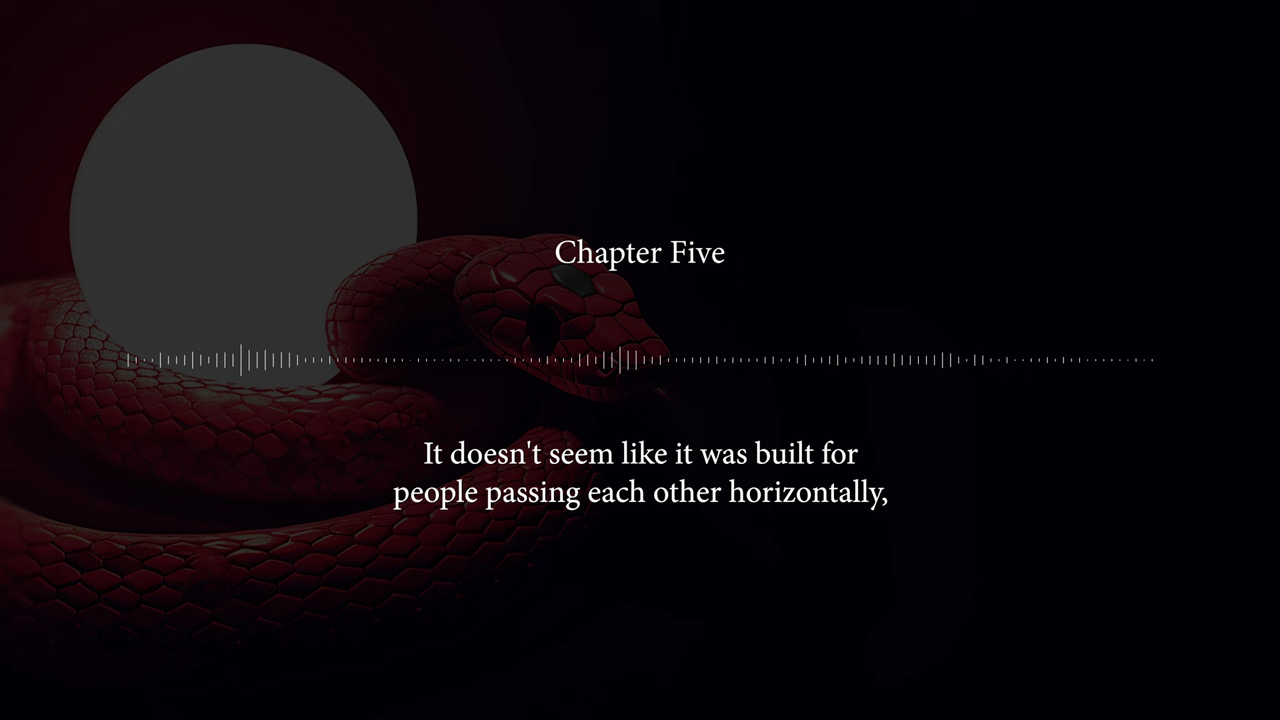 Chapter Five
It doesn't seem like it was built for
people passing each other horizontally,